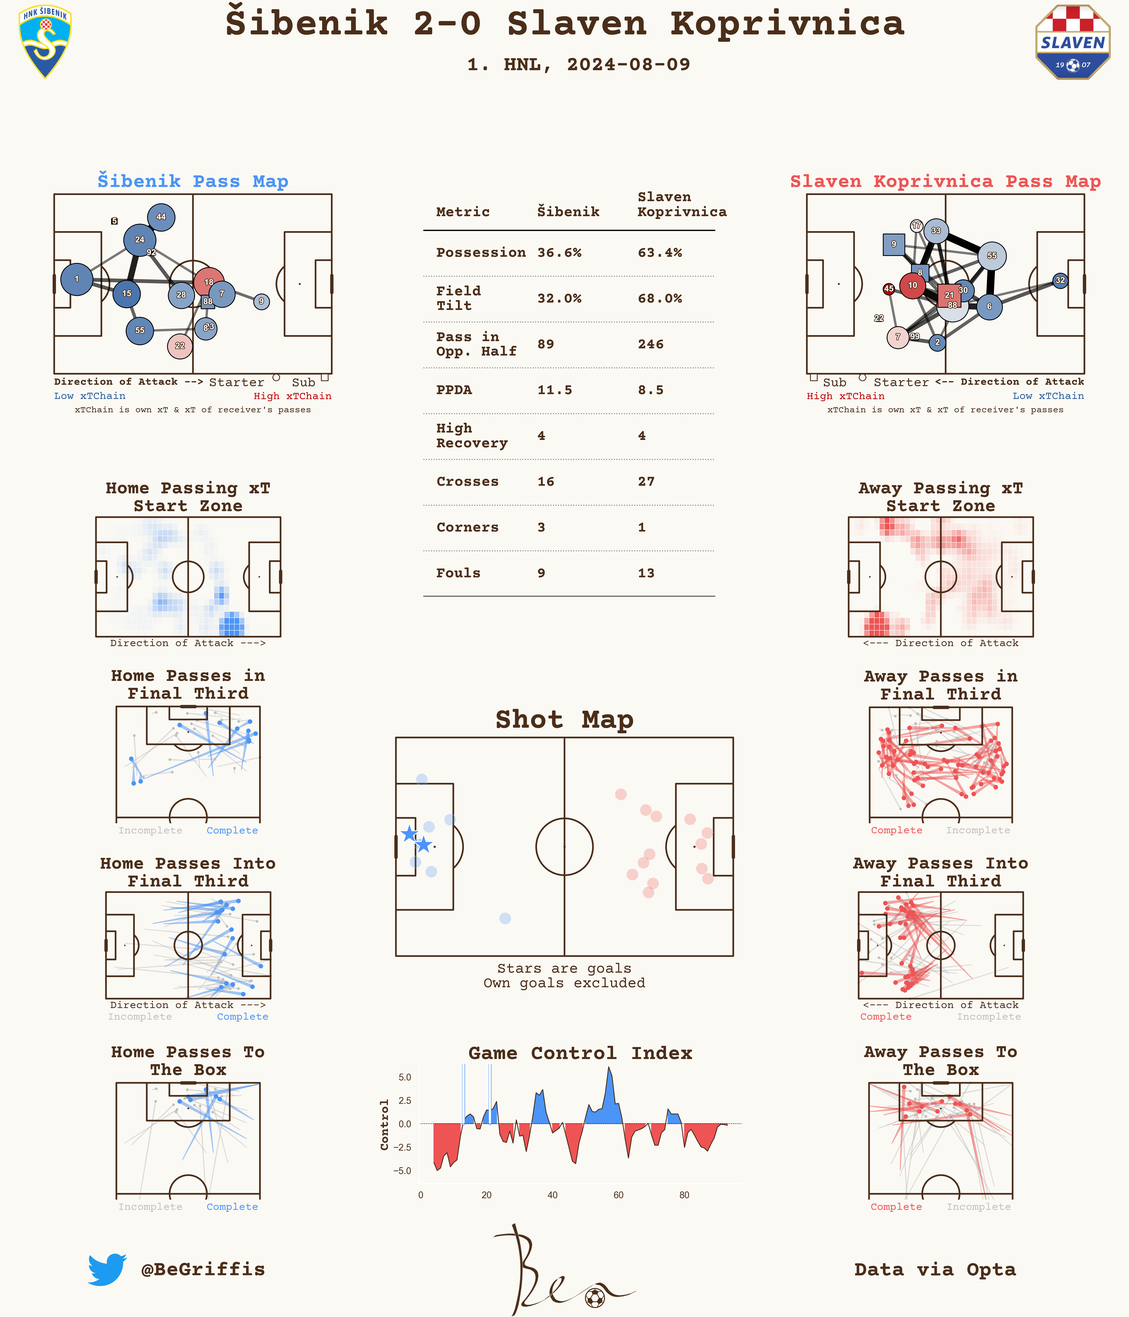 Šibenik 2-0 Slaven Koprivnica
1. HNL, 2024-08-09
HNK ŠIBENIK
SLAVEN
19 07
Šibenik Pass Map
5
44
24
92
1
15
28
18
7
88
9
55
8
23
22
Direction of Attack --> Starter Sub
Low xTChain High xTChain
xTChain is own xT & xT of receiver's passes
Metric Šibenik Slaven Koprivnica
Possession 36.6% 63.4%
Field Tilt 32.0% 68.0%
Pass in Opp. Half 89 246
PPDA 11.5 8.5
High Recovery 4 4
Crosses 16 27
Corners 3 1
Fouls 9 13
Slaven Koprivnica Pass Map
17
33
9
55
8
32
45
10
30
21
88
6
22
7
99
2
Sub Starter <-- Direction of Attack
High xTChain Low xTChain
xTChain is own xT & xT of receiver's passes
Home Passing xT
Start Zone
Direction of Attack --->
Away Passing xT
Start Zone
<--- Direction of Attack
Home Passes in
Final Third
Incomplete Complete
Away Passes in
Final Third
Complete Incomplete
Shot Map
Stars are goals
Own goals excluded
Home Passes Into
Final Third
Direction of Attack --->
Incomplete Complete
Away Passes Into
Final Third
<--- Direction of Attack
Complete Incomplete
Home Passes To
The Box
Incomplete Complete
Game Control Index
Control
5.0
2.5
0.0
−2.5
−5.0
0 20 40 60 80
Away Passes To
The Box
Complete Incomplete
@BeGriffis
Bea
Data via Opta